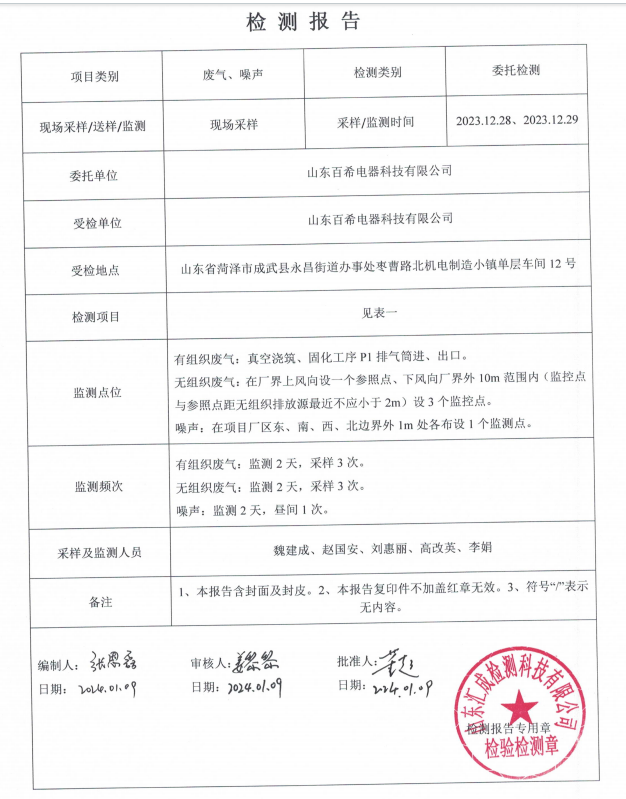 检测报告
项目类别 废气、噪声 检测类别 委托检测
现场采样/送样/监测 现场采样 采样/监测时间 2023.12.28、2023.12.29
委托单位 山东百希电器科技有限公司
受检单位 山东百希电器科技有限公司
受检地点 山东省菏泽市成武县永昌街道办事处枣曹路北机电制造小镇单层车间 12 号
检测项目 见表一
监测点位
有组织废气：真空浇筑、固化工序 P1 排气筒进、出口。
无组织废气：在厂界上风向设一个参照点、下风向厂界外 10m 范围内（监控点
与参照点距无组织排放源最近不应小于 2m）设 3 个监控点。
噪声：在项目厂区东、南、西、北边界外 1m 处各布设 1 个监测点。
监测频次
有组织废气：监测 2 天，采样 3 次。
无组织废气：监测 2 天，采样 3 次。
噪声：监测 2 天，昼间 1 次。
采样及监测人员 魏建成、赵国安、刘惠丽、高改英、李娟
备注
1、本报告含封面及封皮。2、本报告复印件不加盖红章无效。3、符号“/”表示
无内容。
编制人： 审核人： 批准人：
日期：2024.01.09 日期：2024.01.09 日期：2024.01.09
山东汇成检测科技有限公司
检测报告专用章
检验检测章